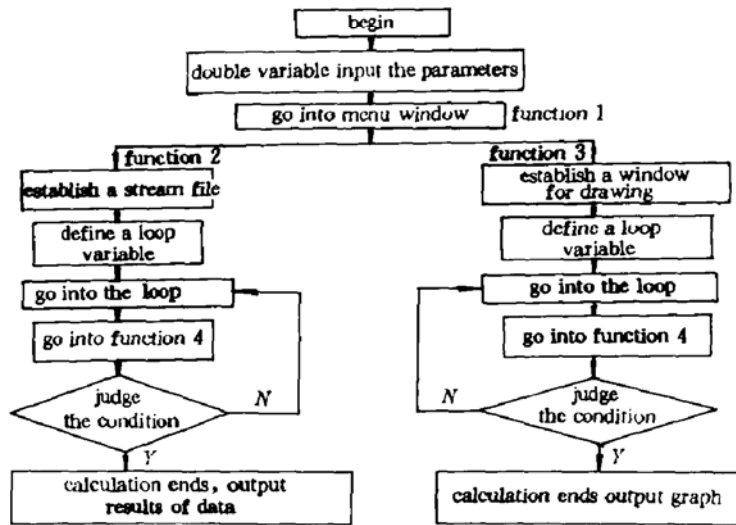 begin
double variable input the parameters
go into menu window
function 1
function 2
function 3
establish a stream file
establish a window
for drawing
define a loop
variable
define a loop
variable
go into the loop
go into the loop
go into function 4
go into function 4
judge
the condition
N
judge
the condition
N
Y
Y
calculation ends, output
results of data
calculation ends output graph